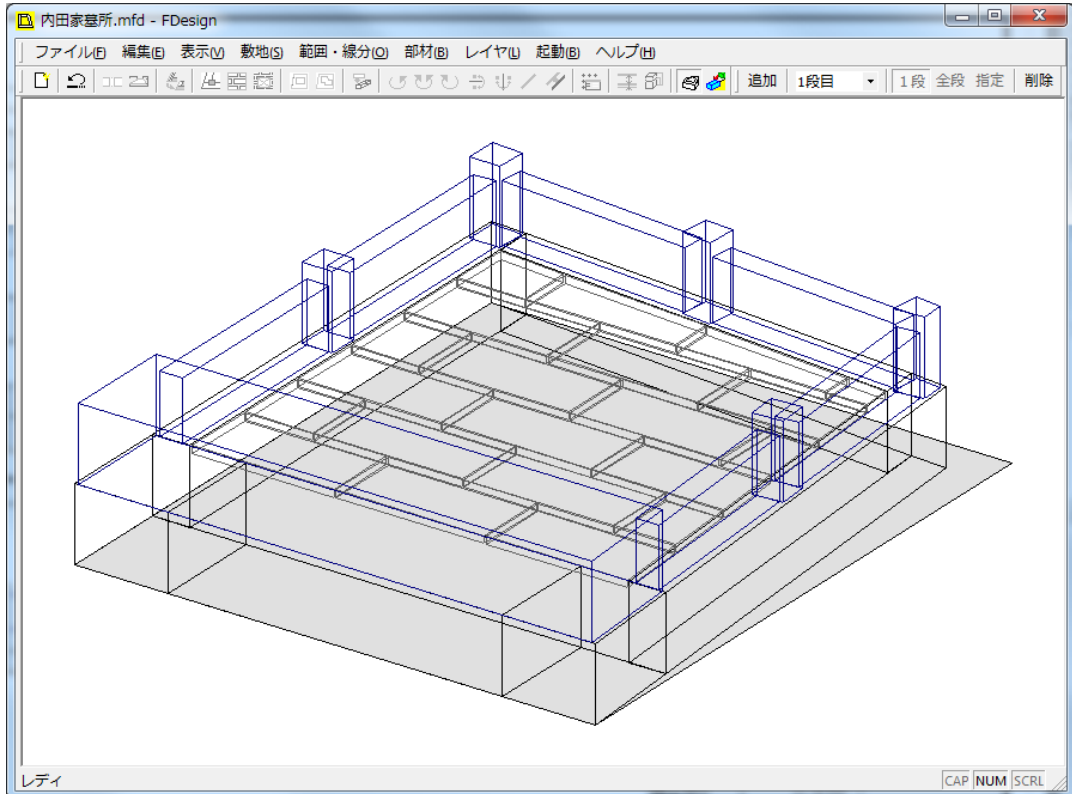 内田家墓所.mfd - FDesign
ファイル(F) 編集(E) 表示(V) 敷地(S) 範囲・線分(O) 部材(B) レイヤ(L) 起動(B) ヘルプ(H)
追加 1段目 1段 全段 指定 削除
レディ CAP NUM SCRL